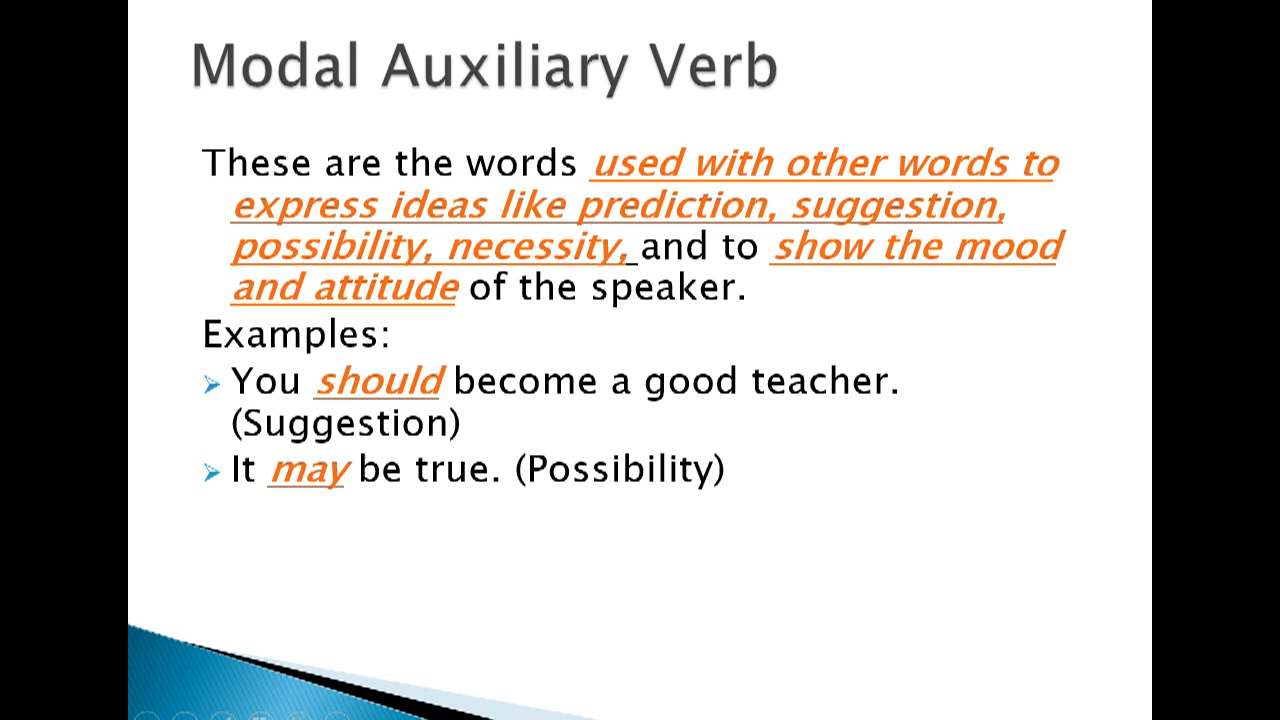 Modal Auxiliary Verb
These are the words used with other words to
express ideas like prediction, suggestion,
possibility, necessity, and to show the mood
and attitude of the speaker.
Examples:
You should become a good teacher.
(Suggestion)
It may be true. (Possibility)